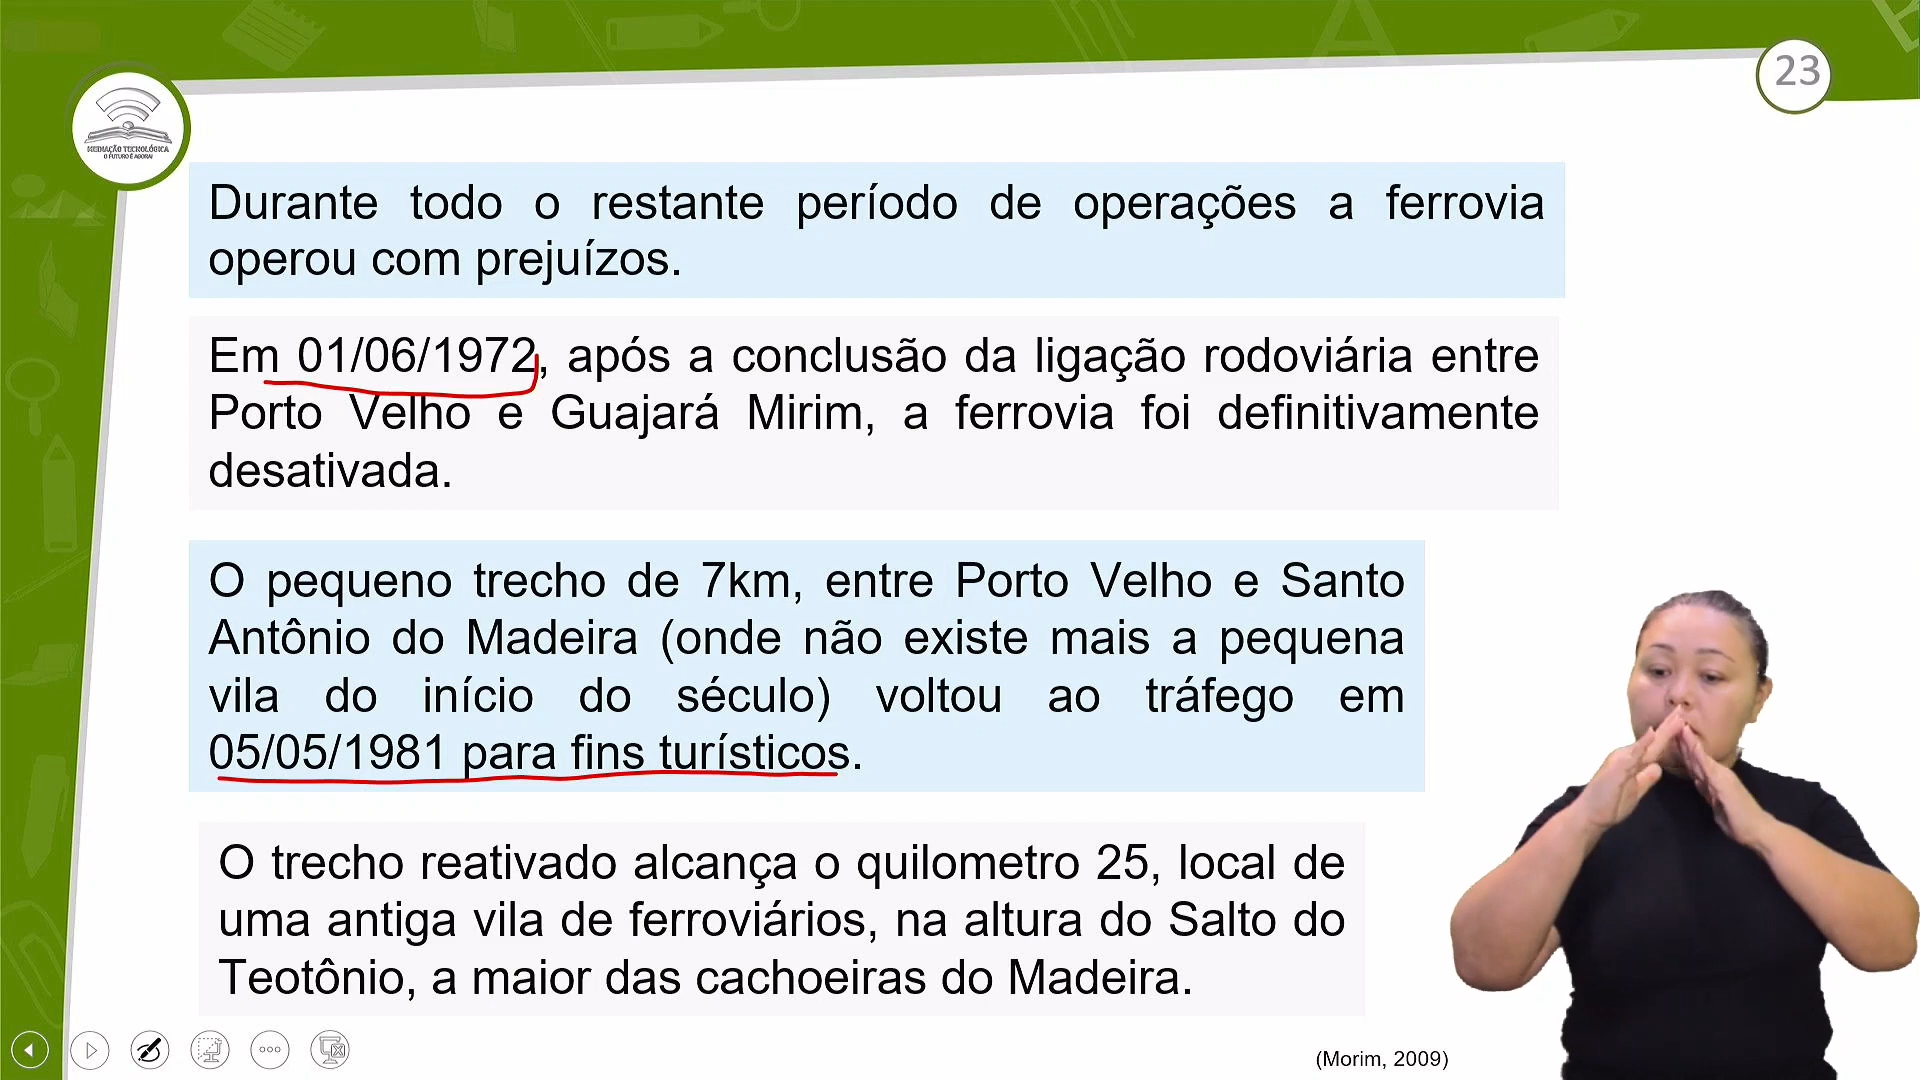 23
MEDIAÇÃO TECNOLÓGICA
O FUTURO É AGORA!
Durante todo o restante período de operações a ferrovia
operou com prejuízos.
Em 01/06/1972, após a conclusão da ligação rodoviária entre
Porto Velho e Guajará Mirim, a ferrovia foi definitivamente
desativada.
O pequeno trecho de 7km, entre Porto Velho e Santo
Antônio do Madeira (onde não existe mais a pequena
vila do início do século) voltou ao tráfego em
05/05/1981 para fins turísticos.
O trecho reativado alcança o quilometro 25, local de
uma antiga vila de ferroviários, na altura do Salto do
Teotônio, a maior das cachoeiras do Madeira.
(Morim, 2009)